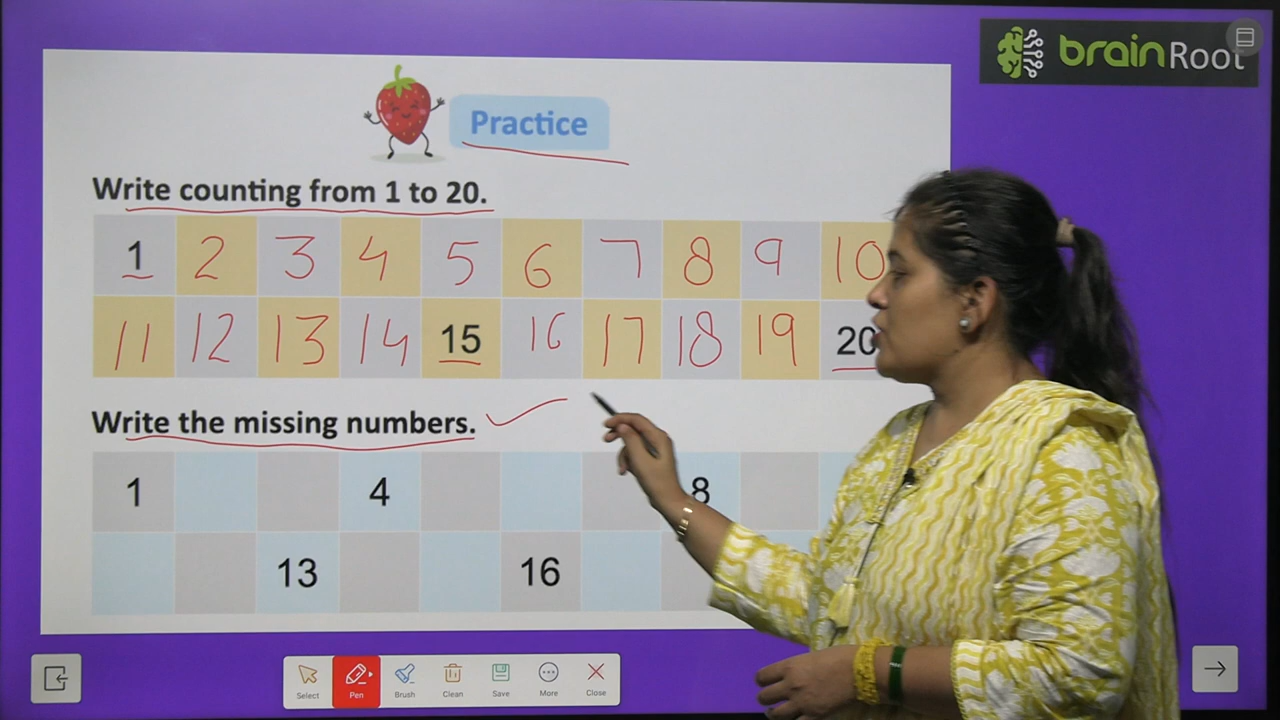 brainRoot
Practice
Write counting from 1 to 20.
1 2 3 4 5 6 7 8 9 10
11 12 13 14 15 16 17 18 19 20
Write the missing numbers.
1 4 8
13 16
Select Pen Brush Clean Save More Close